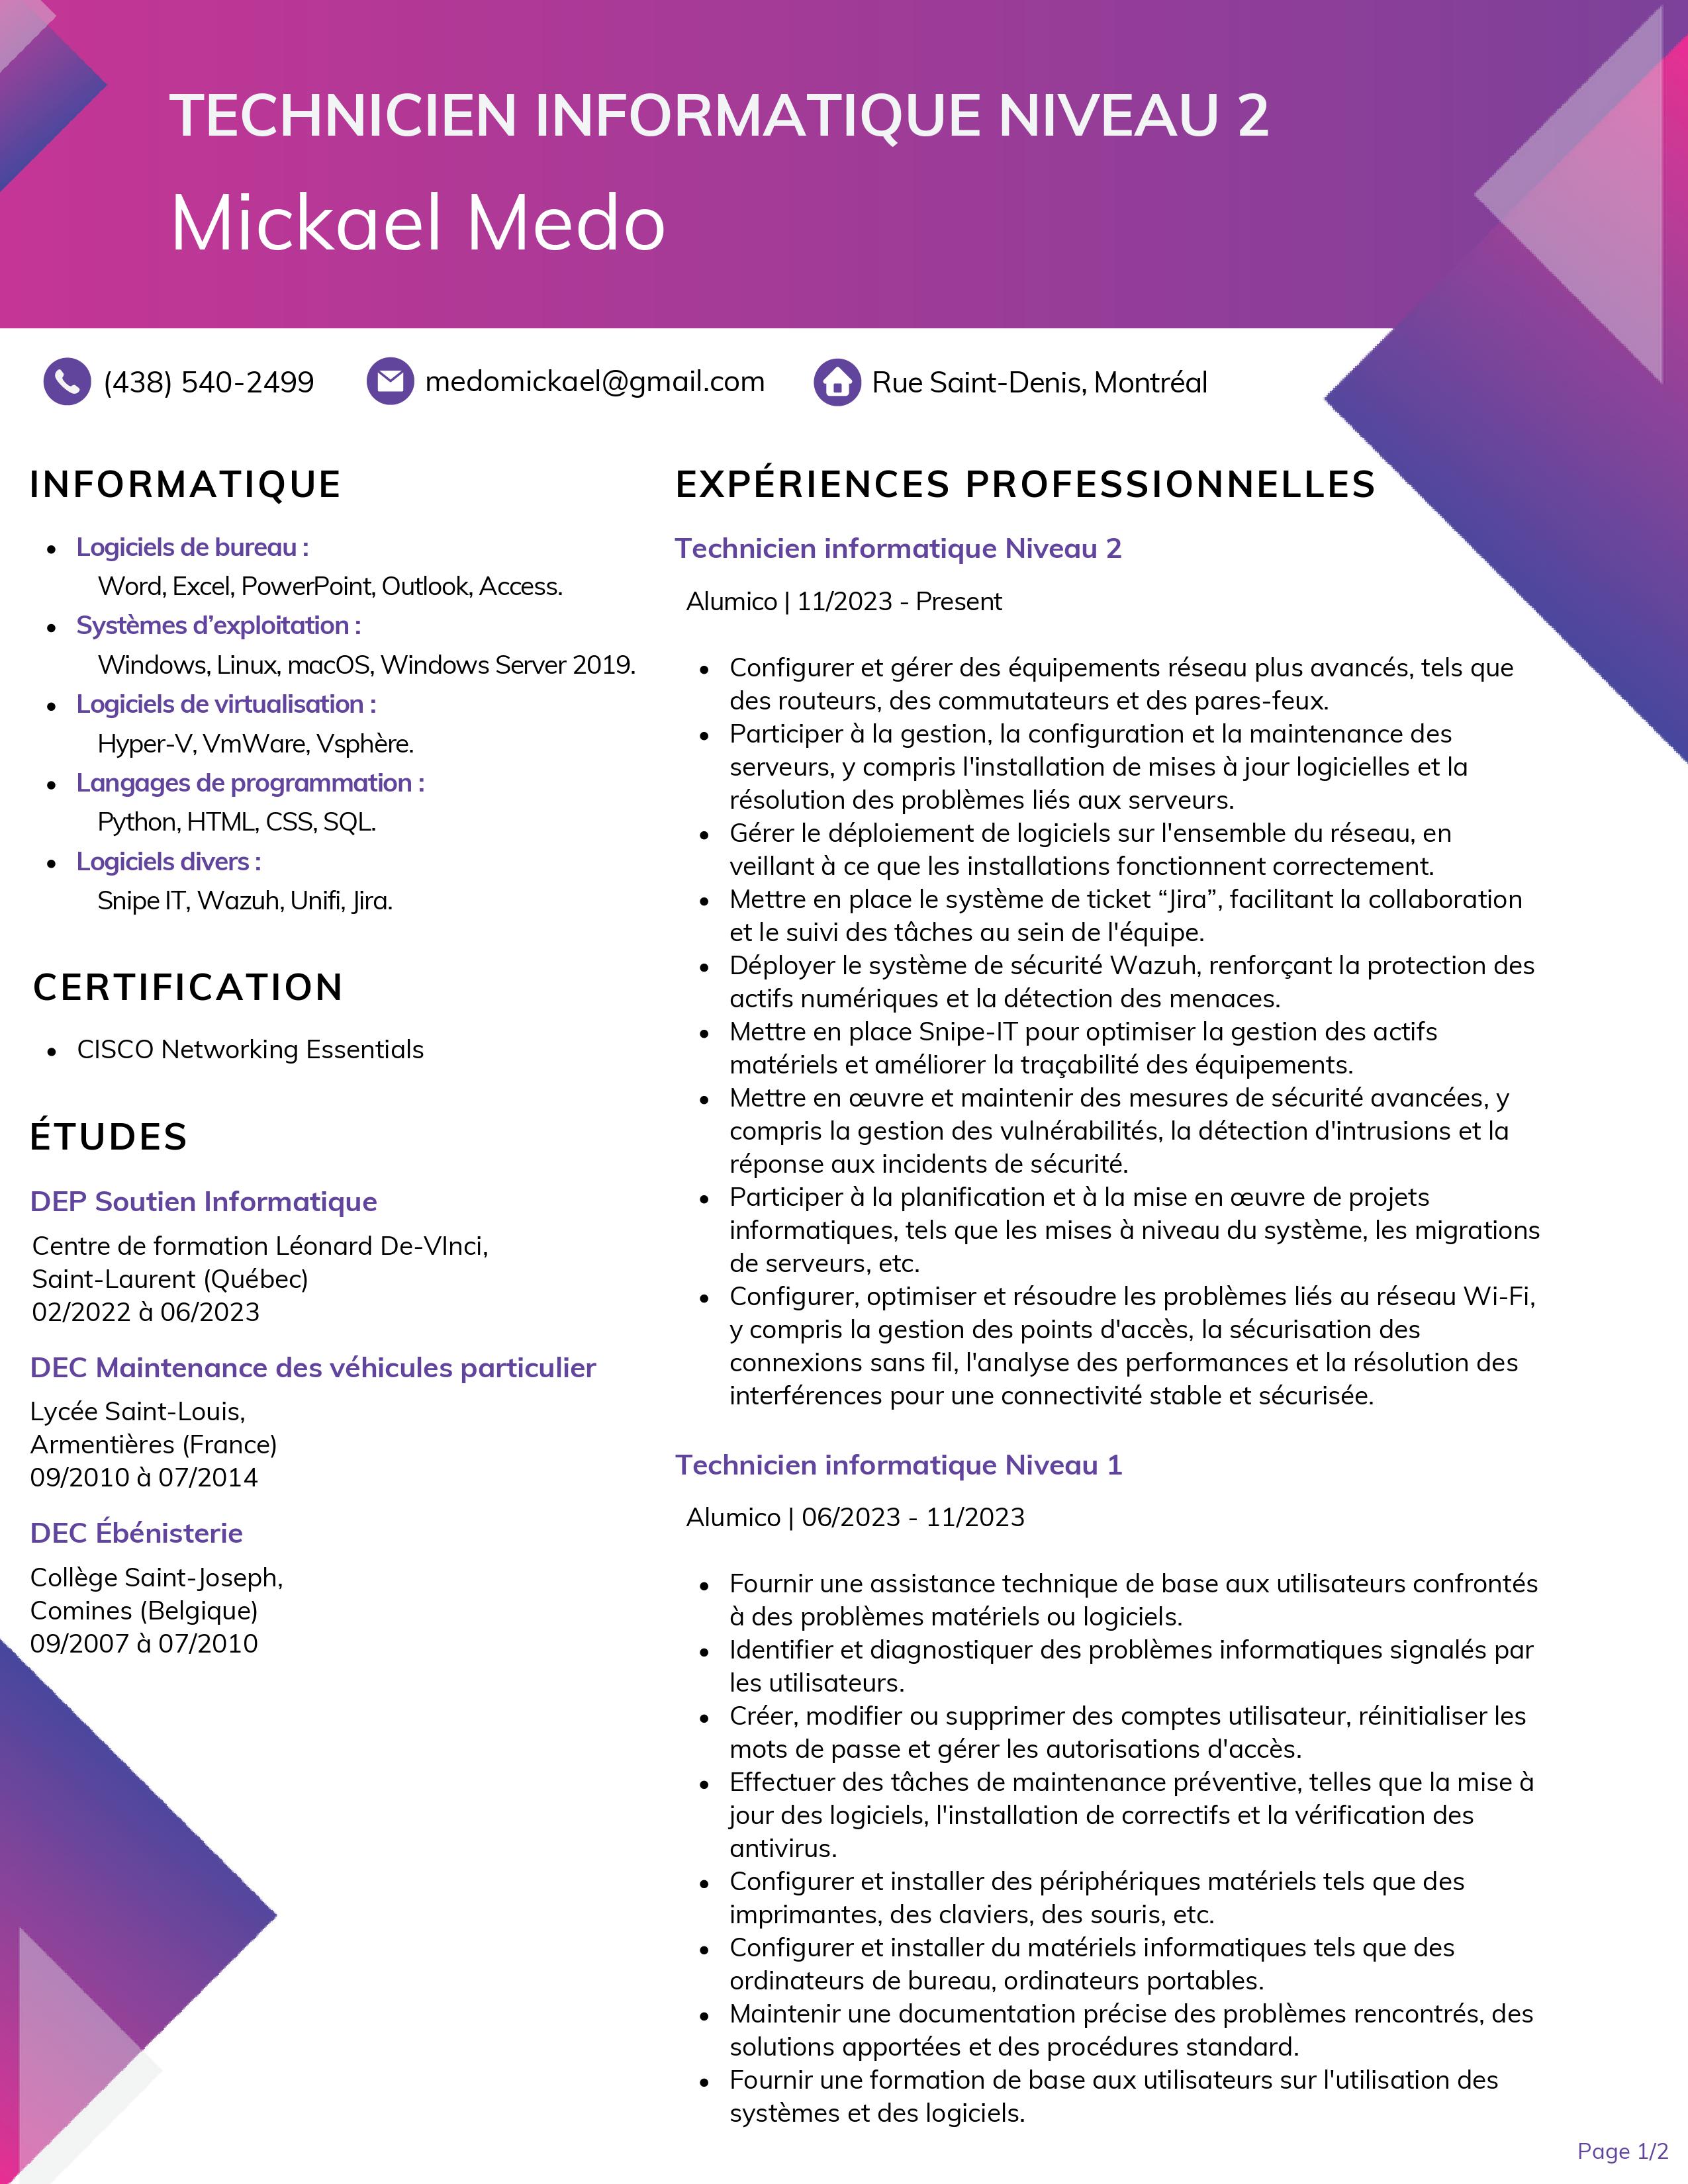 TECHNICIEN INFORMATIQUE NIVEAU 2
Mickael Medo
(438) 540-2499
medomickael@gmail.com
Rue Saint-Denis, Montréal
INFORMATIQUE
• Logiciels de bureau :
Word, Excel, PowerPoint, Outlook, Access.
• Systèmes d’exploitation :
Windows, Linux, macOS, Windows Server 2019.
• Logiciels de virtualisation :
Hyper-V, VmWare, Vsphère.
• Langages de programmation :
Python, HTML, CSS, SQL.
• Logiciels divers :
Snipe IT, Wazuh, Unifi, Jira.
CERTIFICATION
• CISCO Networking Essentials
ÉTUDES
DEP Soutien Informatique
Centre de formation Léonard De-VInci,
Saint-Laurent (Québec)
02/2022 à 06/2023
DEC Maintenance des véhicules particulier
Lycée Saint-Louis,
Armentières (France)
09/2010 à 07/2014
DEC Ébénisterie
Collège Saint-Joseph,
Comines (Belgique)
09/2007 à 07/2010
EXPÉRIENCES PROFESSIONNELLES
Technicien informatique Niveau 2
Alumico | 11/2023 - Present
• Configurer et gérer des équipements réseau plus avancés, tels que
des routeurs, des commutateurs et des pares-feux.
• Participer à la gestion, la configuration et la maintenance des
serveurs, y compris l'installation de mises à jour logicielles et la
résolution des problèmes liés aux serveurs.
• Gérer le déploiement de logiciels sur l'ensemble du réseau, en
veillant à ce que les installations fonctionnent correctement.
• Mettre en place le système de ticket “Jira”, facilitant la collaboration
et le suivi des tâches au sein de l'équipe.
• Déployer le système de sécurité Wazuh, renforçant la protection des
actifs numériques et la détection des menaces.
• Mettre en place Snipe-IT pour optimiser la gestion des actifs
matériels et améliorer la traçabilité des équipements.
• Mettre en œuvre et maintenir des mesures de sécurité avancées, y
compris la gestion des vulnérabilités, la détection d'intrusions et la
réponse aux incidents de sécurité.
• Participer à la planification et à la mise en œuvre de projets
informatiques, tels que les mises à niveau du système, les migrations
de serveurs, etc.
• Configurer, optimiser et résoudre les problèmes liés au réseau Wi-Fi,
y compris la gestion des points d'accès, la sécurisation des
connexions sans fil, l'analyse des performances et la résolution des
interférences pour une connectivité stable et sécurisée.
Technicien informatique Niveau 1
Alumico | 06/2023 - 11/2023
• Fournir une assistance technique de base aux utilisateurs confrontés
à des problèmes matériels ou logiciels.
• Identifier et diagnostiquer des problèmes informatiques signalés par
les utilisateurs.
• Créer, modifier ou supprimer des comptes utilisateur, réinitialiser les
mots de passe et gérer les autorisations d'accès.
• Effectuer des tâches de maintenance préventive, telles que la mise à
jour des logiciels, l'installation de correctifs et la vérification des
antivirus.
• Configurer et installer des périphériques matériels tels que des
imprimantes, des claviers, des souris, etc.
• Configurer et installer du matériels informatiques tels que des
ordinateurs de bureau, ordinateurs portables.
• Maintenir une documentation précise des problèmes rencontrés, des
solutions apportées et des procédures standard.
• Fournir une formation de base aux utilisateurs sur l'utilisation des
systèmes et des logiciels.
Page 1/2